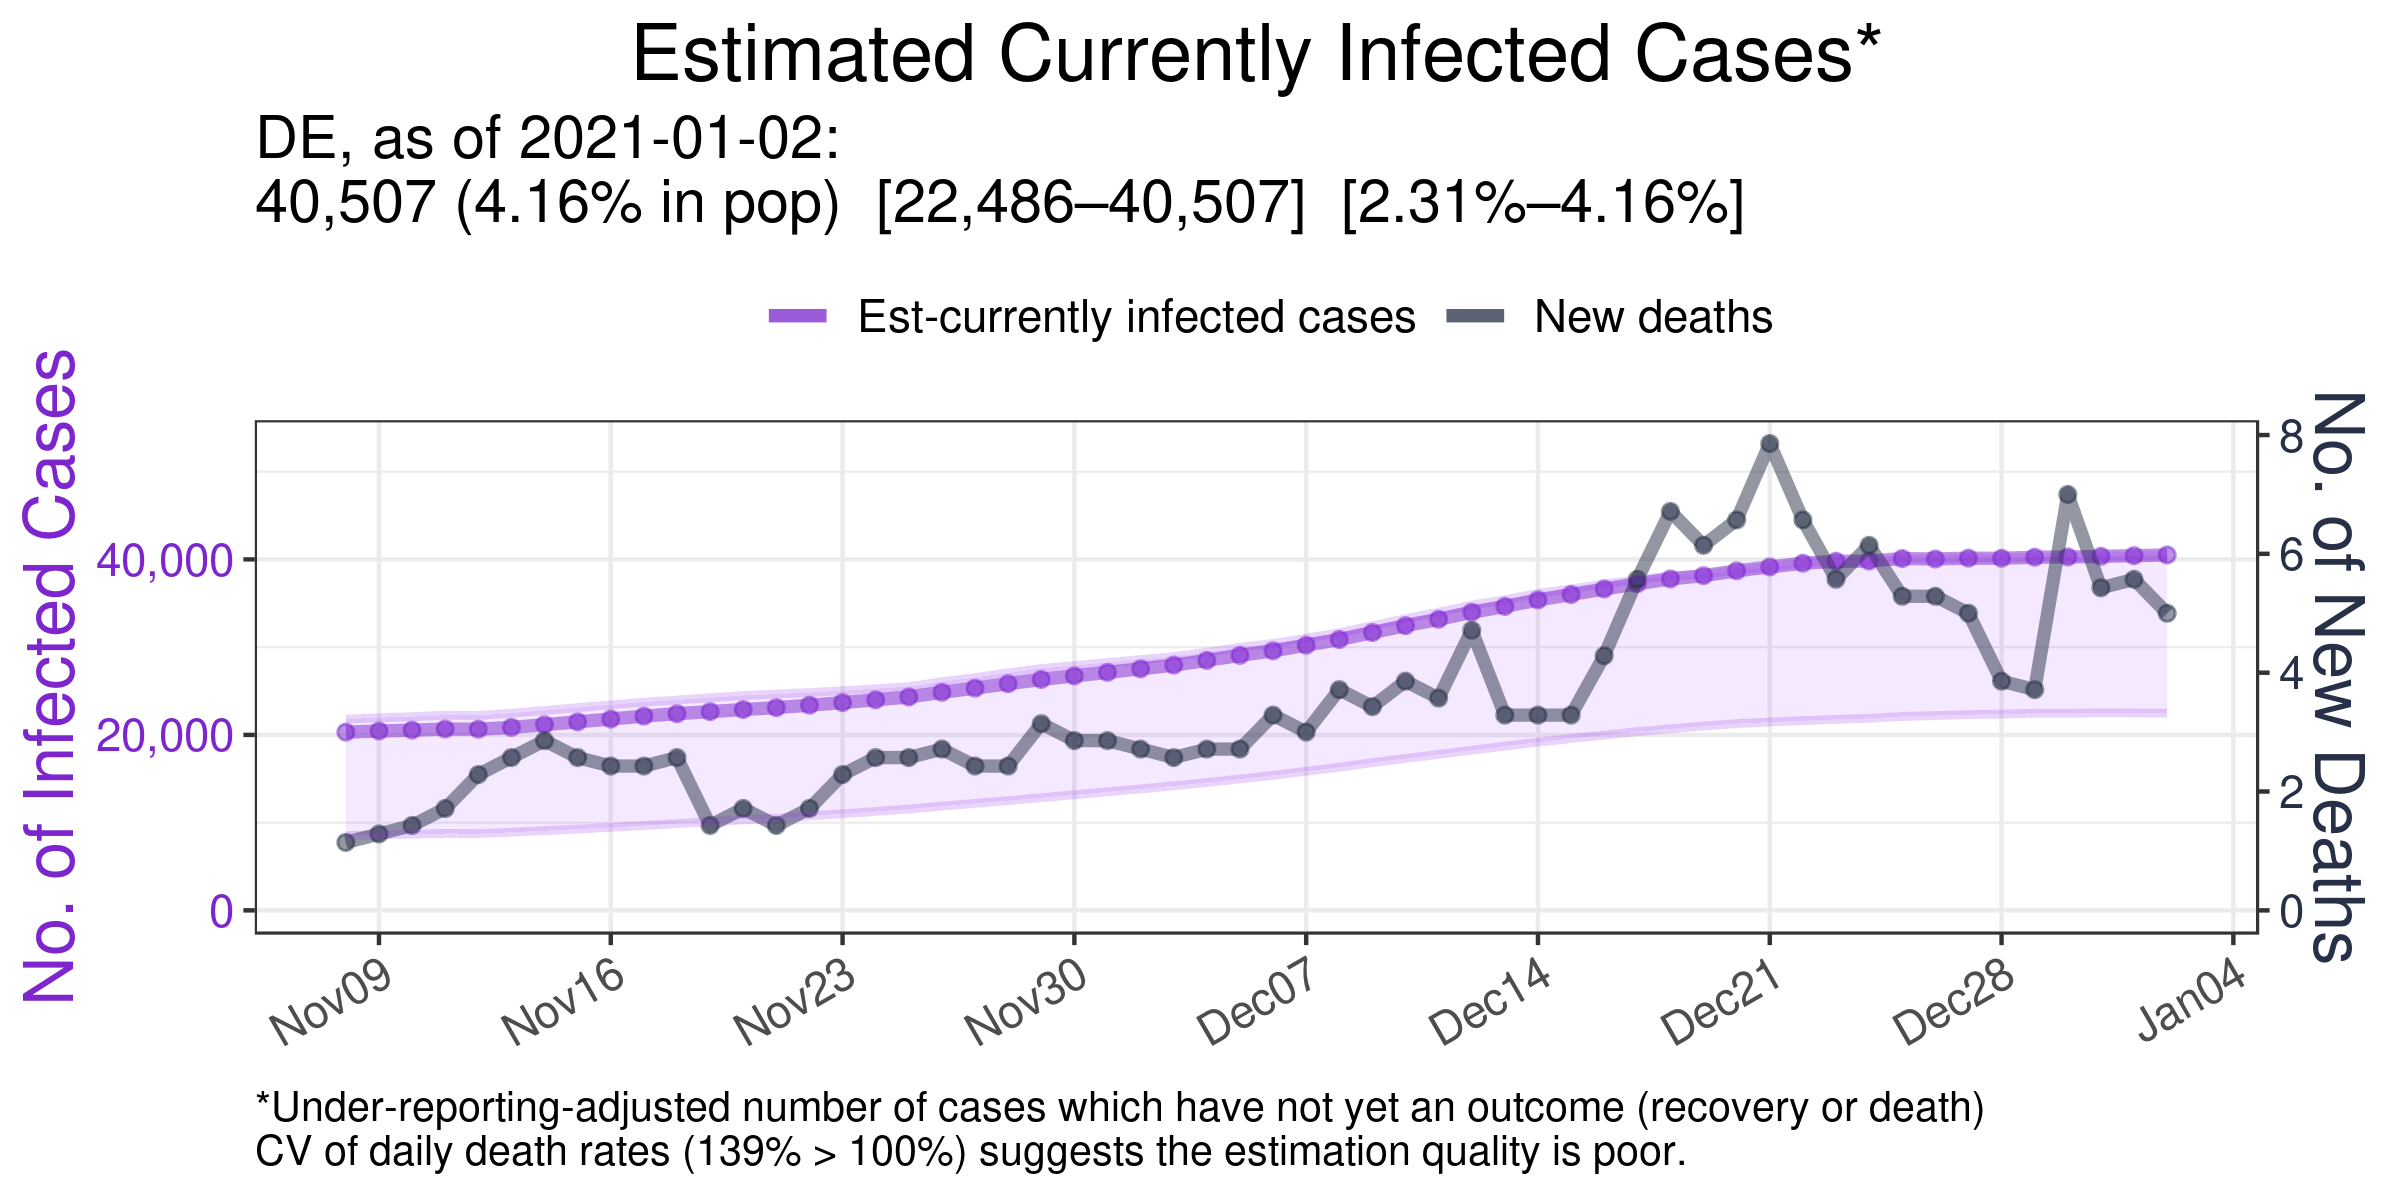 Estimated Currently Infected Cases*
DE, as of 2021-01-02:
40,507 (4.16% in pop)  [22,486–40,507]  [2.31%–4.16%]
Est-currently infected cases
New deaths
No. of Infected Cases
40,000
20,000
0
No. of New Deaths
8
6
4
2
0
Nov09
Nov16
Nov23
Nov30
Dec07
Dec14
Dec21
Dec28
Jan04
*Under-reporting-adjusted number of cases which have not yet an outcome (recovery or death)
CV of daily death rates (139% > 100%) suggests the estimation quality is poor.